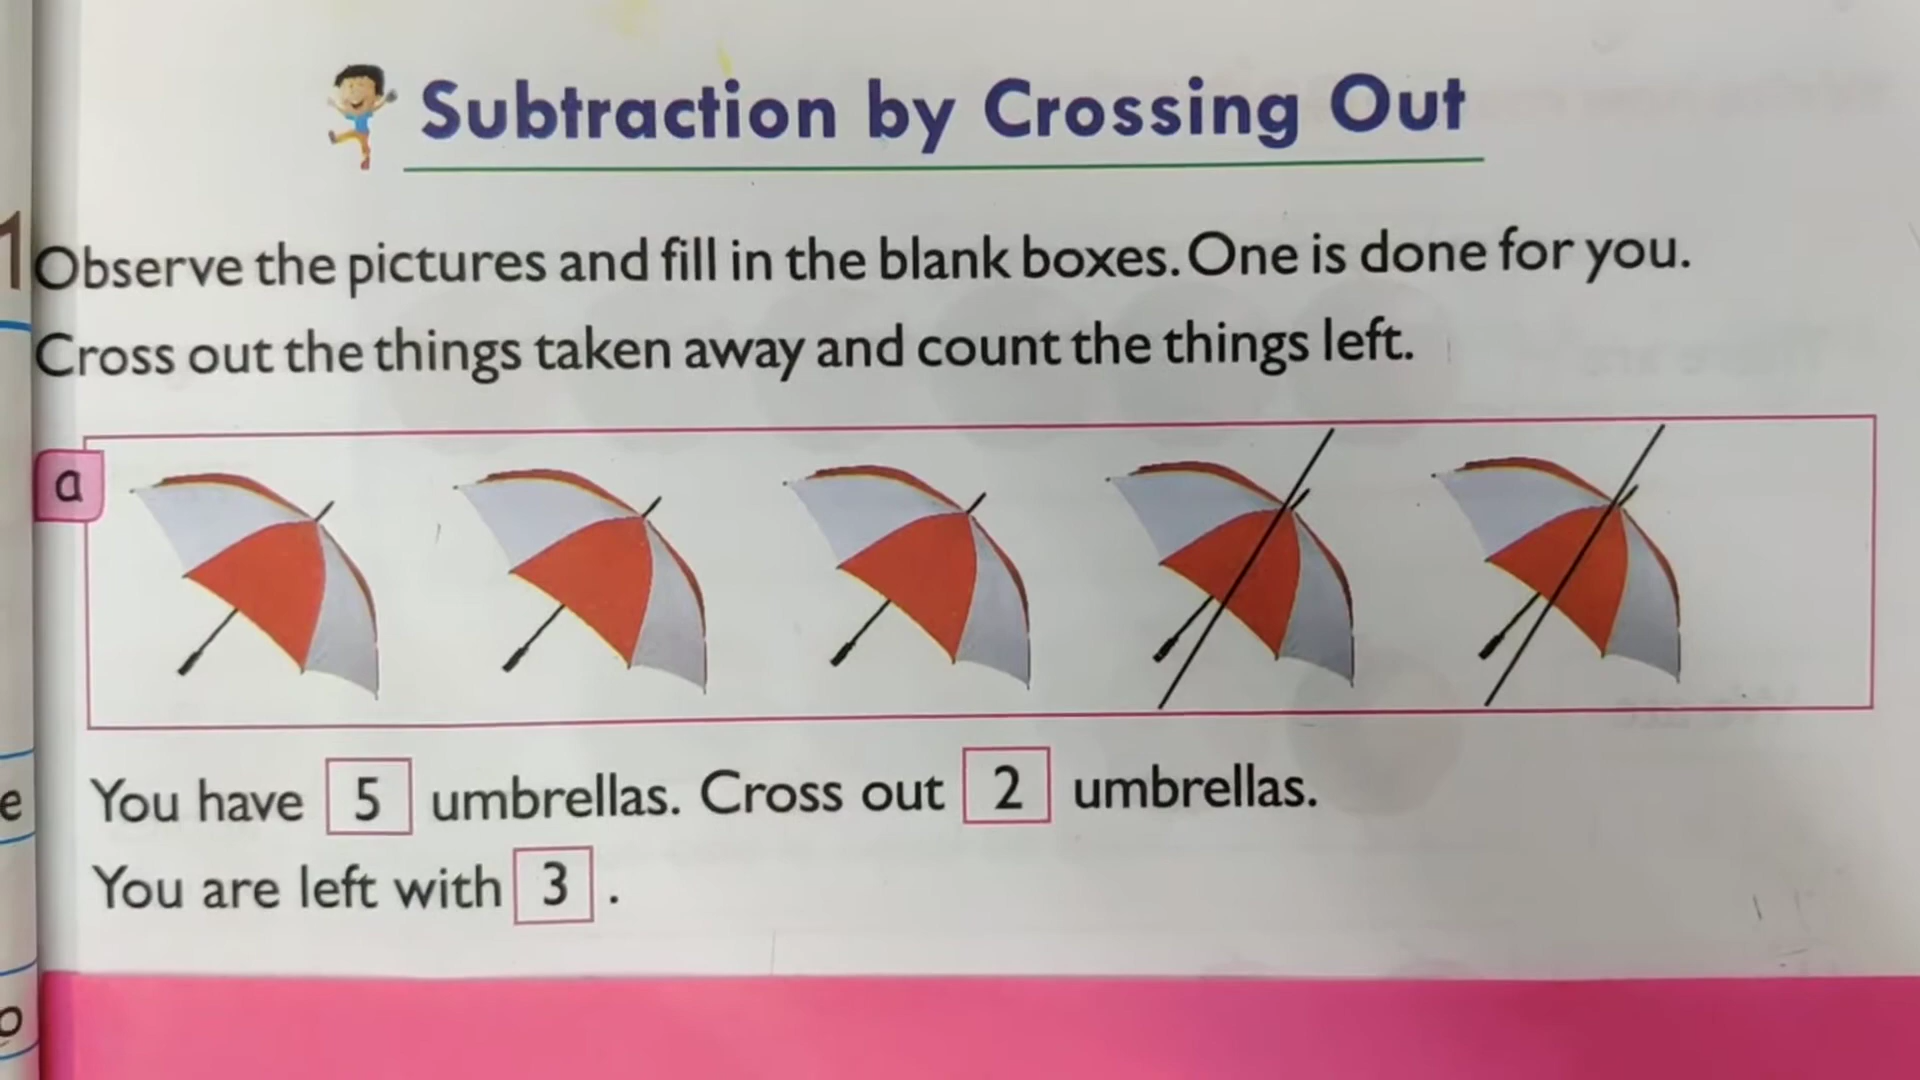 Subtraction by Crossing Out
Observe the pictures and fill in the blank boxes. One is done for you.
Cross out the things taken away and count the things left.
a
You have 5 umbrellas. Cross out 2 umbrellas.
You are left with 3.